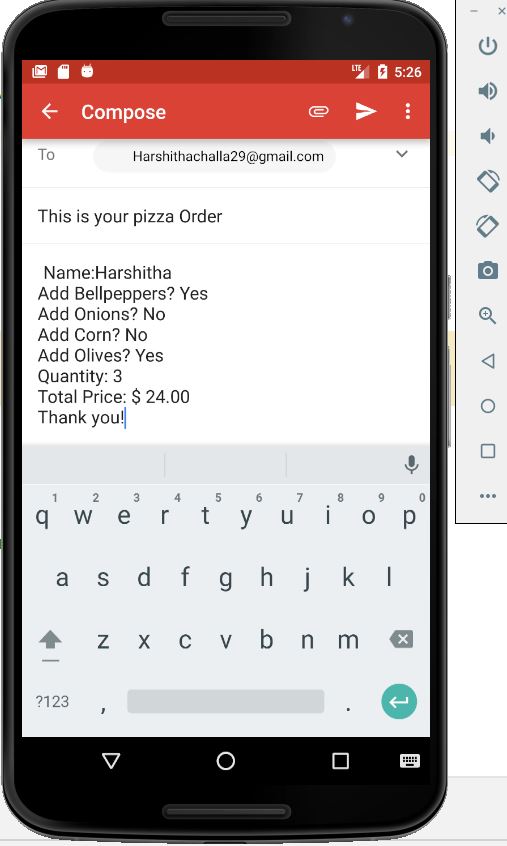 LTE 5:26
Compose
To Harshithachalla29@gmail.com
This is your pizza Order
Name:Harshitha
Add Bellpeppers? Yes
Add Onions? No
Add Corn? No
Add Olives? Yes
Quantity: 3
Total Price: $ 24.00
Thank you!
1 2 3 4 5 6 7 8 9 0
q w e r t y u i o p
a s d f g h j k l
z x c v b n m
?123 , .